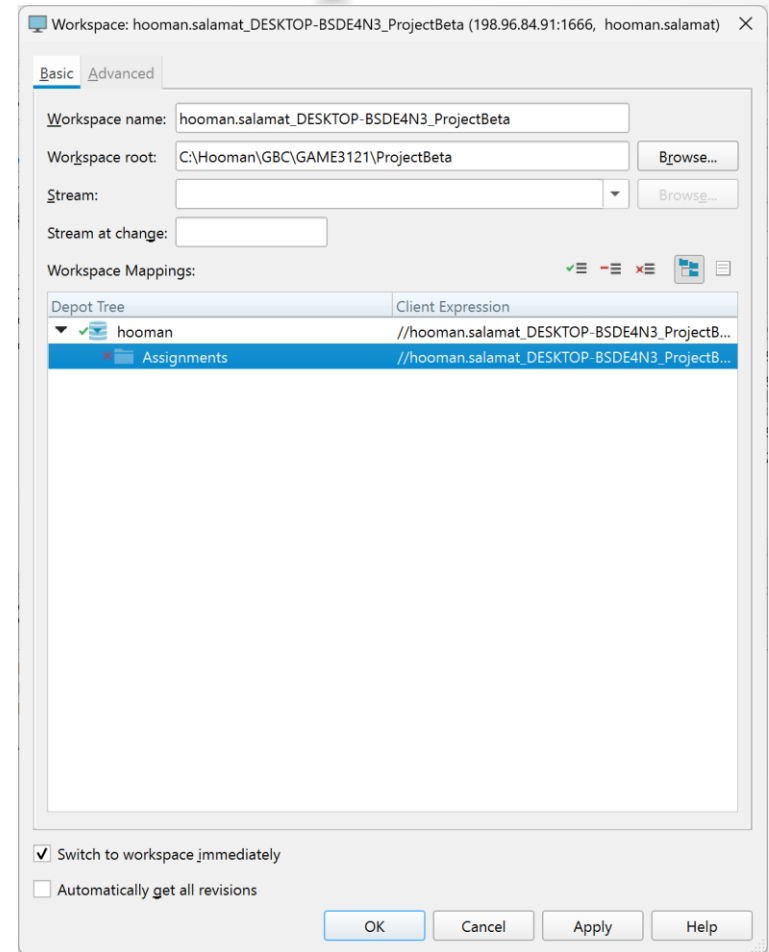 Workspace: hooman.salamat_DESKTOP-BSDE4N3_ProjectBeta (198.96.84.91:1666, hooman.salamat)
Basic Advanced
Workspace name: hooman.salamat_DESKTOP-BSDE4N3_ProjectBeta
Workspace root: C:\Hooman\GBC\GAME3121\ProjectBeta Browse...
Stream: Browse...
Stream at change:
Workspace Mappings:
Depot Tree Client Expression
hooman //hooman.salamat_DESKTOP-BSDE4N3_ProjectB...
Assignments //hooman.salamat_DESKTOP-BSDE4N3_ProjectB...
Switch to workspace immediately
Automatically get all revisions
OK Cancel Apply Help